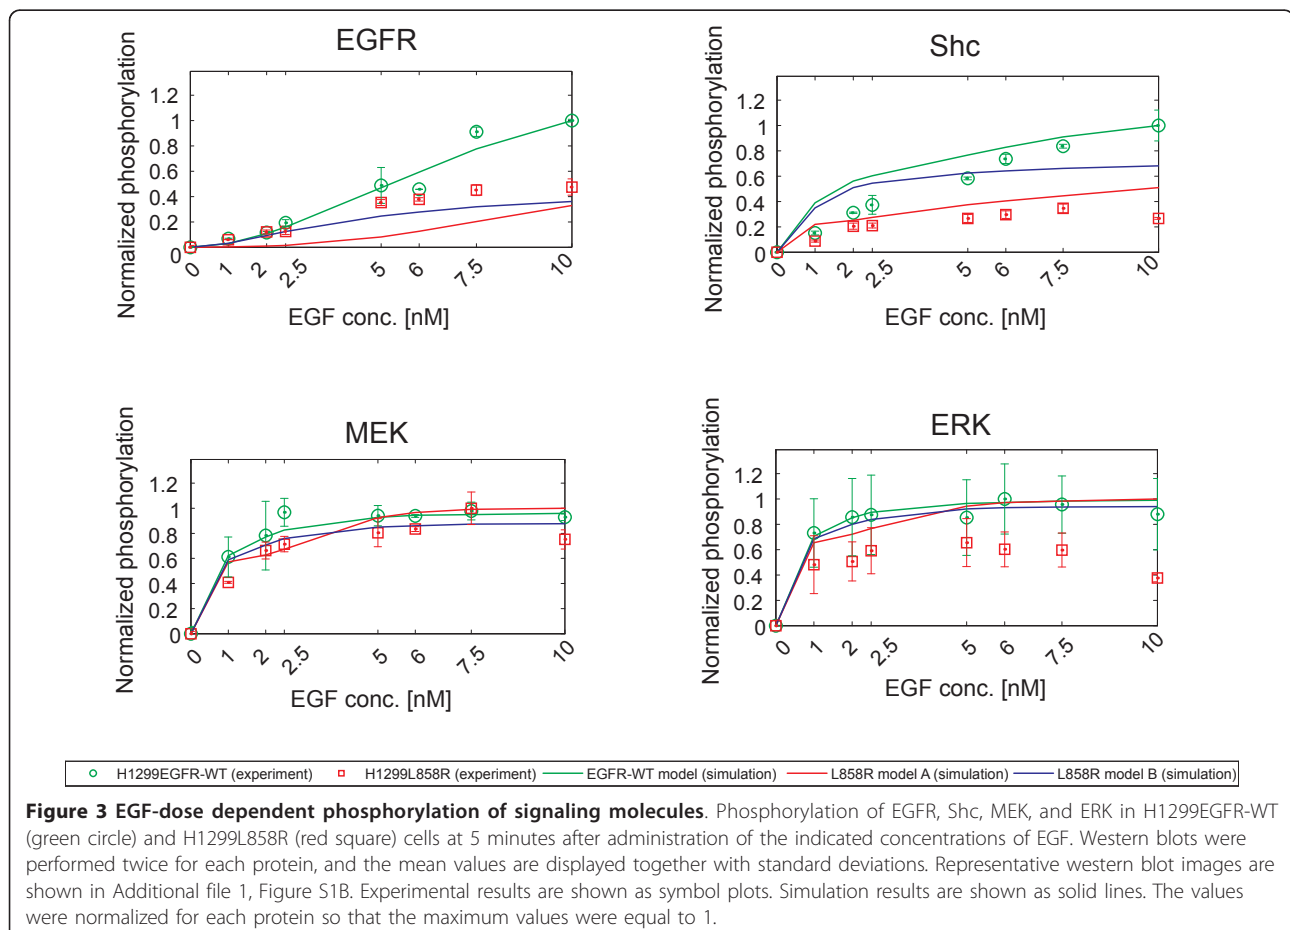 EGFR
Normalized phosphorylation
1.2
1
0.8
0.6
0.4
0.2
0
0 1 2 2.5 5 6 7.5 10
EGF conc. [nM]
Shc
Normalized phosphorylation
1.2
1
0.8
0.6
0.4
0.2
0
0 1 2 2.5 5 6 7.5 10
EGF conc. [nM]
MEK
Normalized phosphorylation
1.2
1
0.8
0.6
0.4
0.2
0
0 1 2 2.5 5 6 7.5 10
EGF conc. [nM]
ERK
Normalized phosphorylation
1.2
1
0.8
0.6
0.4
0.2
0
0 1 2 2.5 5 6 7.5 10
EGF conc. [nM]
H1299EGFR-WT (experiment) H1299L858R (experiment) EGFR-WT model (simulation) L858R model A (simulation) L858R model B (simulation)
Figure 3 EGF-dose dependent phosphorylation of signaling molecules. Phosphorylation of EGFR, Shc, MEK, and ERK in H1299EGFR-WT
(green circle) and H1299L858R (red square) cells at 5 minutes after administration of the indicated concentrations of EGF. Western blots were
performed twice for each protein, and the mean values are displayed together with standard deviations. Representative western blot images are
shown in Additional file 1, Figure S1B. Experimental results are shown as symbol plots. Simulation results are shown as solid lines. The values
were normalized for each protein so that the maximum values were equal to 1.